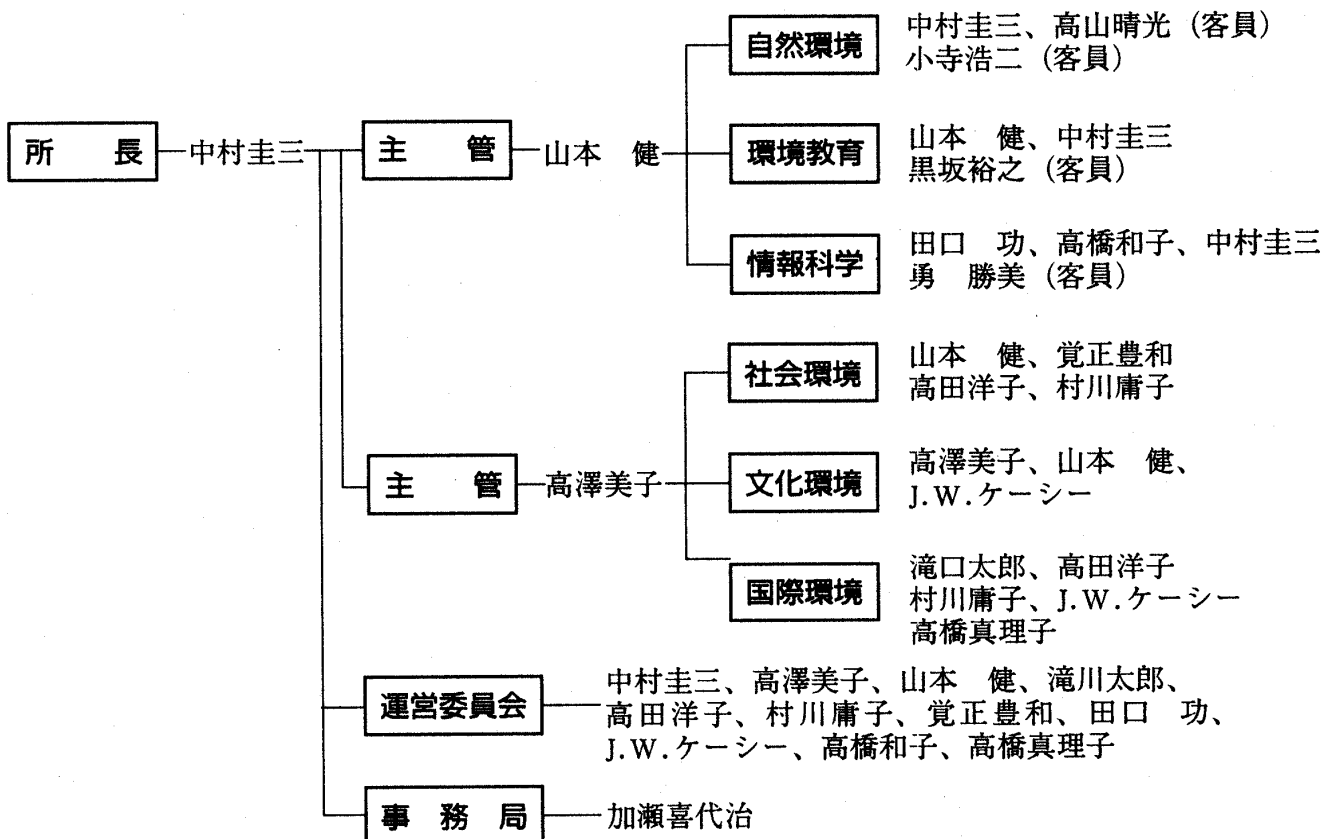 所　長
中村圭三
主　管
山本　健
自然環境
中村圭三、高山晴光（客員）
小寺浩二（客員）
環境教育
山本　健、中村圭三
黒坂裕之（客員）
情報科学
田口　功、高橋和子、中村圭三
勇　勝美（客員）
主　管
高澤美子
社会環境
山本　健、覚正豊和
高田洋子、村川庸子
文化環境
高澤美子、山本　健、
J.W.ケーシー
国際環境
滝口太郎、高田洋子
村川庸子、J.W.ケーシー
高橋真理子
運営委員会
中村圭三、高澤美子、山本　健、滝川太郎、
高田洋子、村川庸子、覚正豊和、田口　功、
J.W.ケーシー、高橋和子、高橋真理子
事　務　局
加瀬喜代治